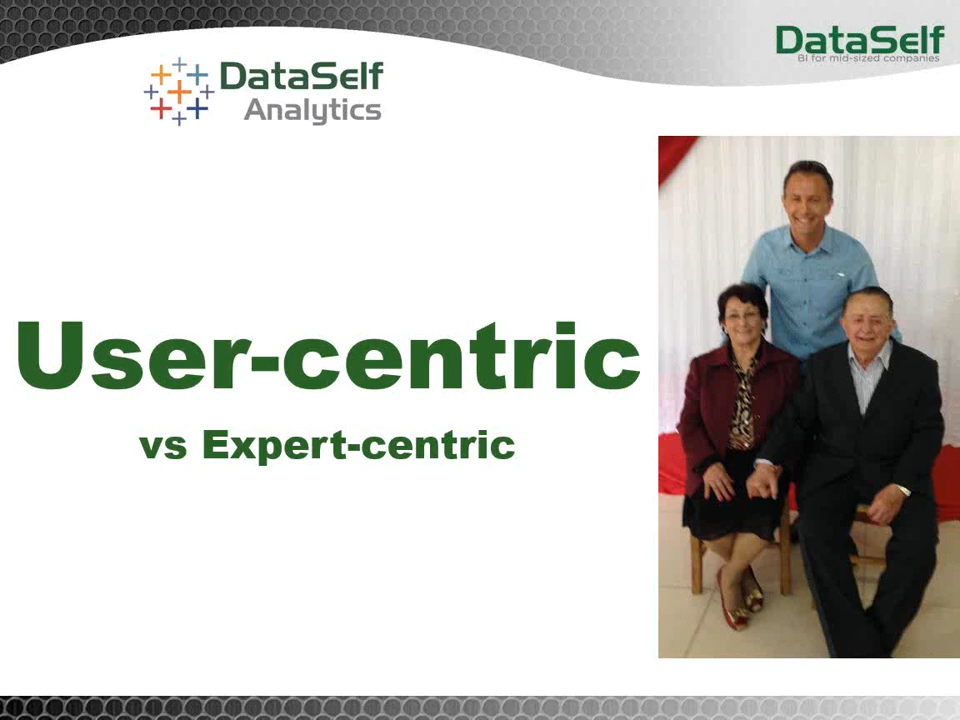 DataSelf
BI for mid-sized companies
DataSelf
Analytics
User-centric
vs Expert-centric